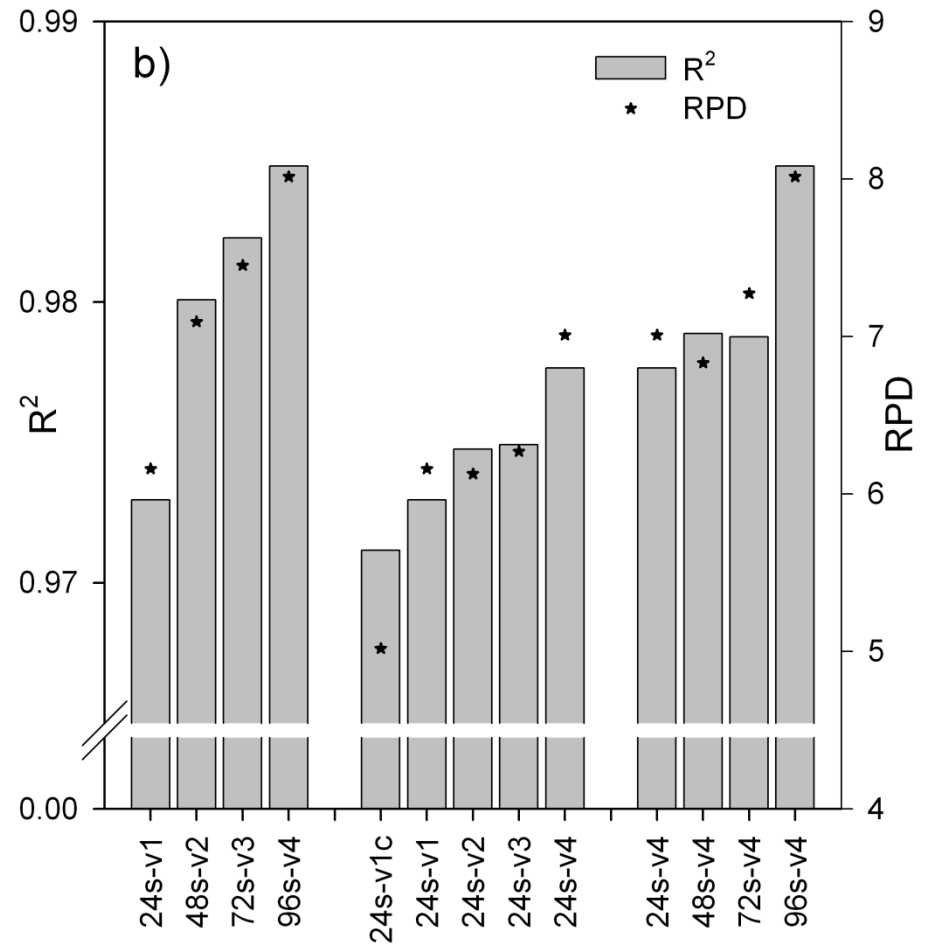 b)
R²
RPD
0.99
0.98
0.97
0.00
R²
9
8
7
6
5
4
RPD
24s-v1
48s-v2
72s-v3
96s-v4
24s-v1c
24s-v1
24s-v2
24s-v3
24s-v4
24s-v4
48s-v4
72s-v4
96s-v4